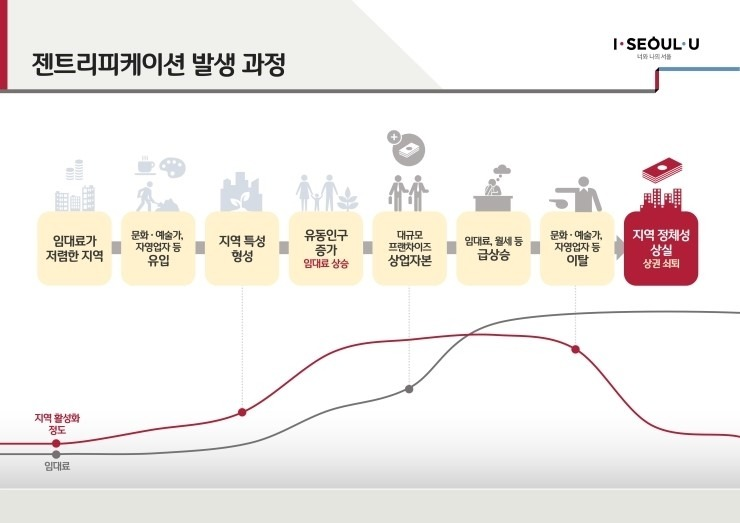 젠트리피케이션 발생 과정
I·SEOUL·U
너와 나의 서울
임대료가
저렴한 지역
문화·예술가,
자영업자 등
유입
지역 특성
형성
유동인구
증가
임대료 상승
대규모
프랜차이즈
상업자본
임대료, 월세 등
급상승
문화·예술가,
자영업자 등
이탈
지역 정체성
상실
상권 쇠퇴
지역 활성화
정도
임대료